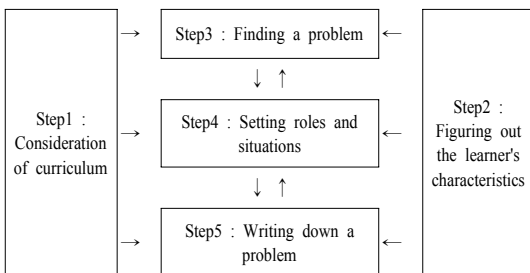 Step1 :
Consideration
of curriculum
→ Step3 : Finding a problem ←
↓ ↑
→ Step4 : Setting roles and
situations ←
↓ ↑
→ Step5 : Writing down a
problem ←
Step2 :
Figuring out
the learner's
characteristics